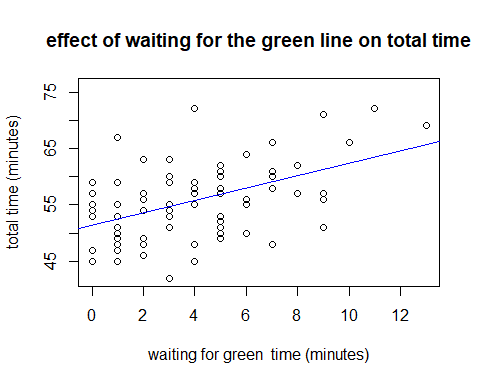 effect of waiting for the green line on total time
total time (minutes)
75
65
55
45
0 2 4 6 8 10 12
waiting for green  time (minutes)